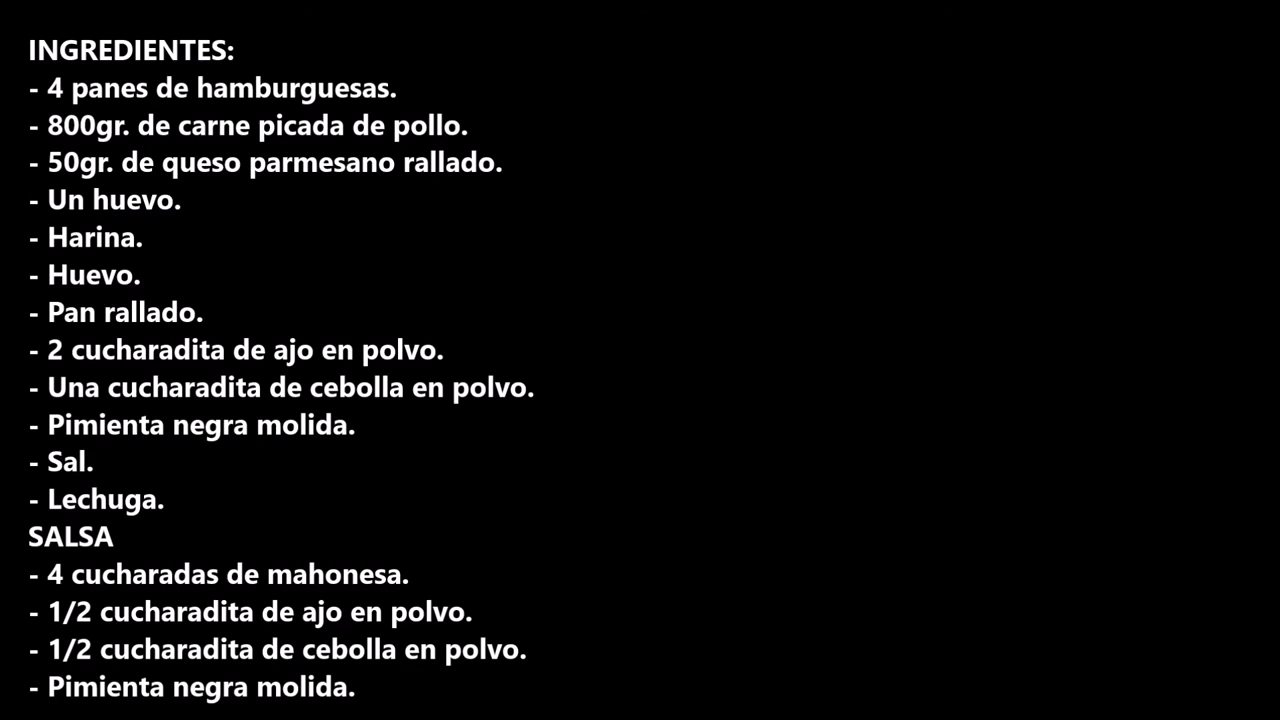 INGREDIENTES:
- 4 panes de hamburguesas.
- 800gr. de carne picada de pollo.
- 50gr. de queso parmesano rallado.
- Un huevo.
- Harina.
- Huevo.
- Pan rallado.
- 2 cucharadita de ajo en polvo.
- Una cucharadita de cebolla en polvo.
- Pimienta negra molida.
- Sal.
- Lechuga.
SALSA
- 4 cucharadas de mahonesa.
- 1/2 cucharadita de ajo en polvo.
- 1/2 cucharadita de cebolla en polvo.
- Pimienta negra molida.